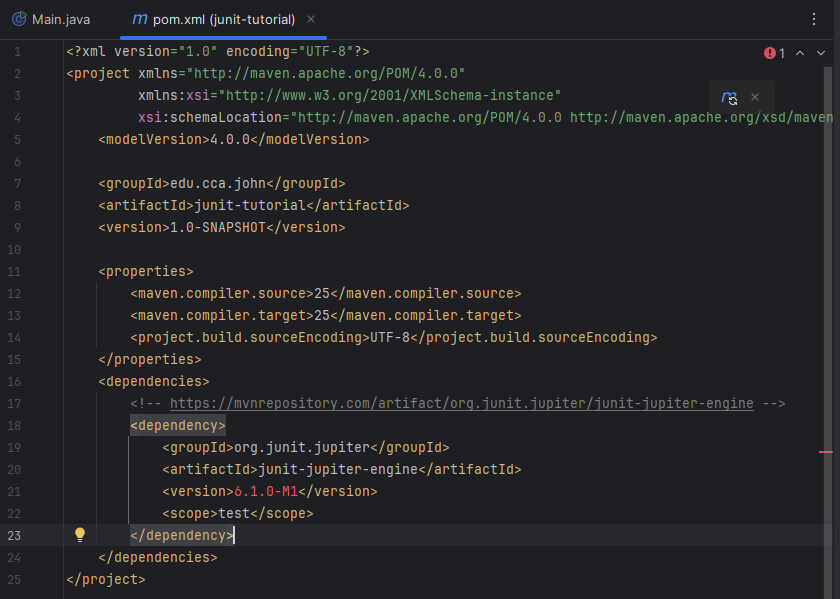 Main.java
m pom.xml (junit-tutorial)
1 <?xml version="1.0" encoding="UTF-8"?>
1
2 <project xmlns="http://maven.apache.org/POM/4.0.0"
3 xmlns:xsi="http://www.w3.org/2001/XMLSchema-instance"
m
4 xsi:schemaLocation="http://maven.apache.org/POM/4.0.0 http://maven.apache.org/xsd/maven
5 <modelVersion>4.0.0</modelVersion>
6
7 <groupId>edu.cca.john</groupId>
8 <artifactId>junit-tutorial</artifactId>
9 <version>1.0-SNAPSHOT</version>
10
11 <properties>
12 <maven.compiler.source>25</maven.compiler.source>
13 <maven.compiler.target>25</maven.compiler.target>
14 <project.build.sourceEncoding>UTF-8</project.build.sourceEncoding>
15 </properties>
16 <dependencies>
17 <!-- https://mvnrepository.com/artifact/org.junit.jupiter/junit-jupiter-engine -->
18 <dependency>
19 <groupId>org.junit.jupiter</groupId>
20 <artifactId>junit-jupiter-engine</artifactId>
21 <version>6.1.0-M1</version>
22 <scope>test</scope>
23 </dependency>
24 </dependencies>
25 </project>